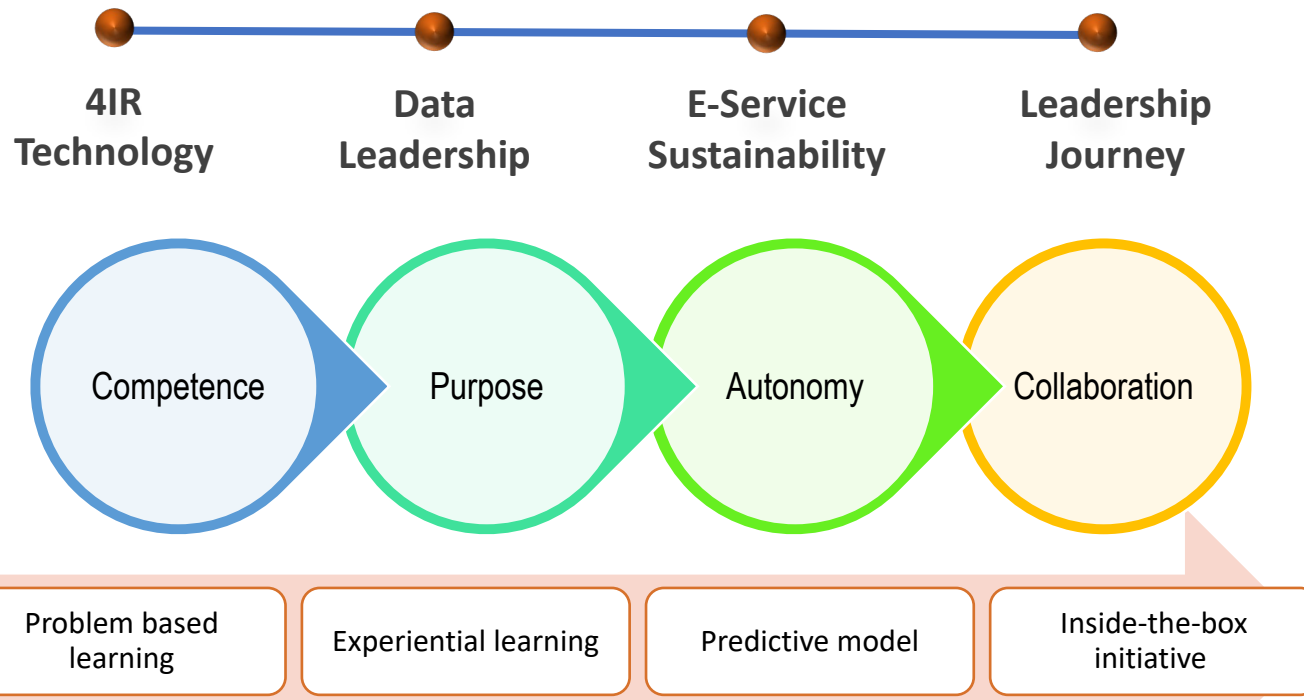 4IR
Technology
Data
Leadership
E-Service
Sustainability
Leadership
Journey
Competence
Purpose
Autonomy
Collaboration
Problem based
learning
Experiential learning
Predictive model
Inside-the-box
initiative